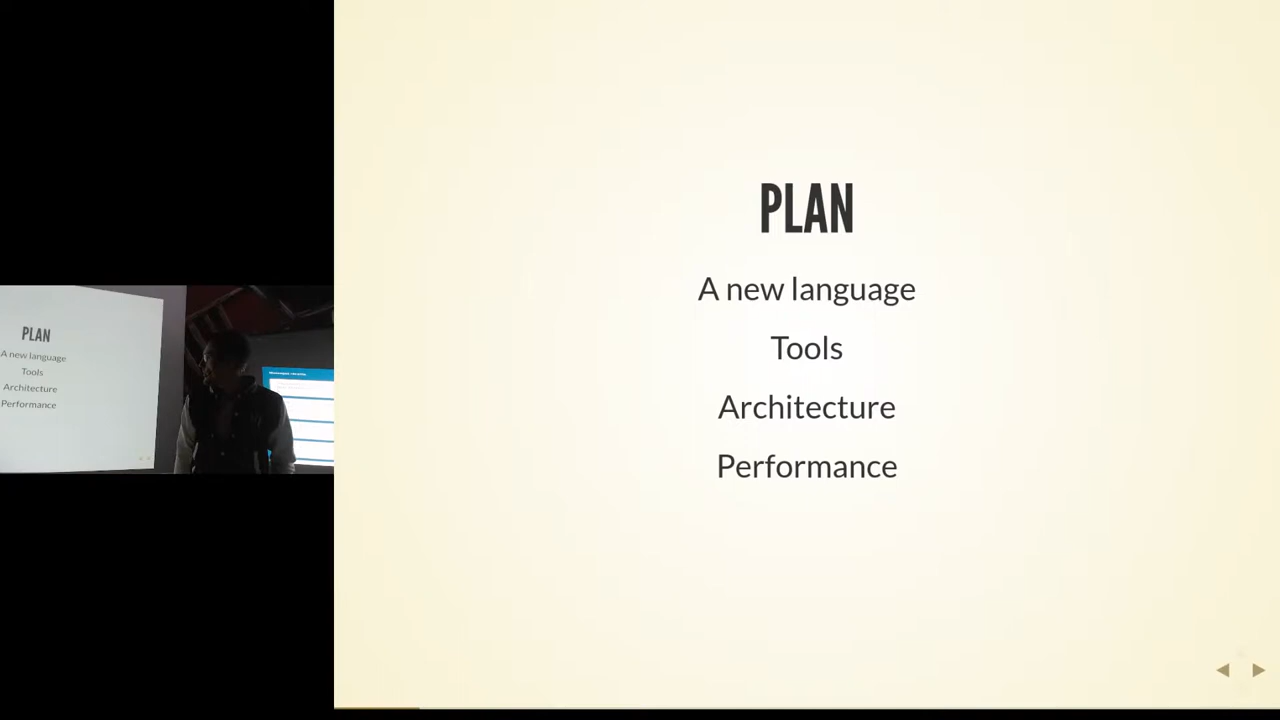 PLAN
A new language
Tools
Architecture
Performance
PLAN
A new language
Tools
Architecture
Performance